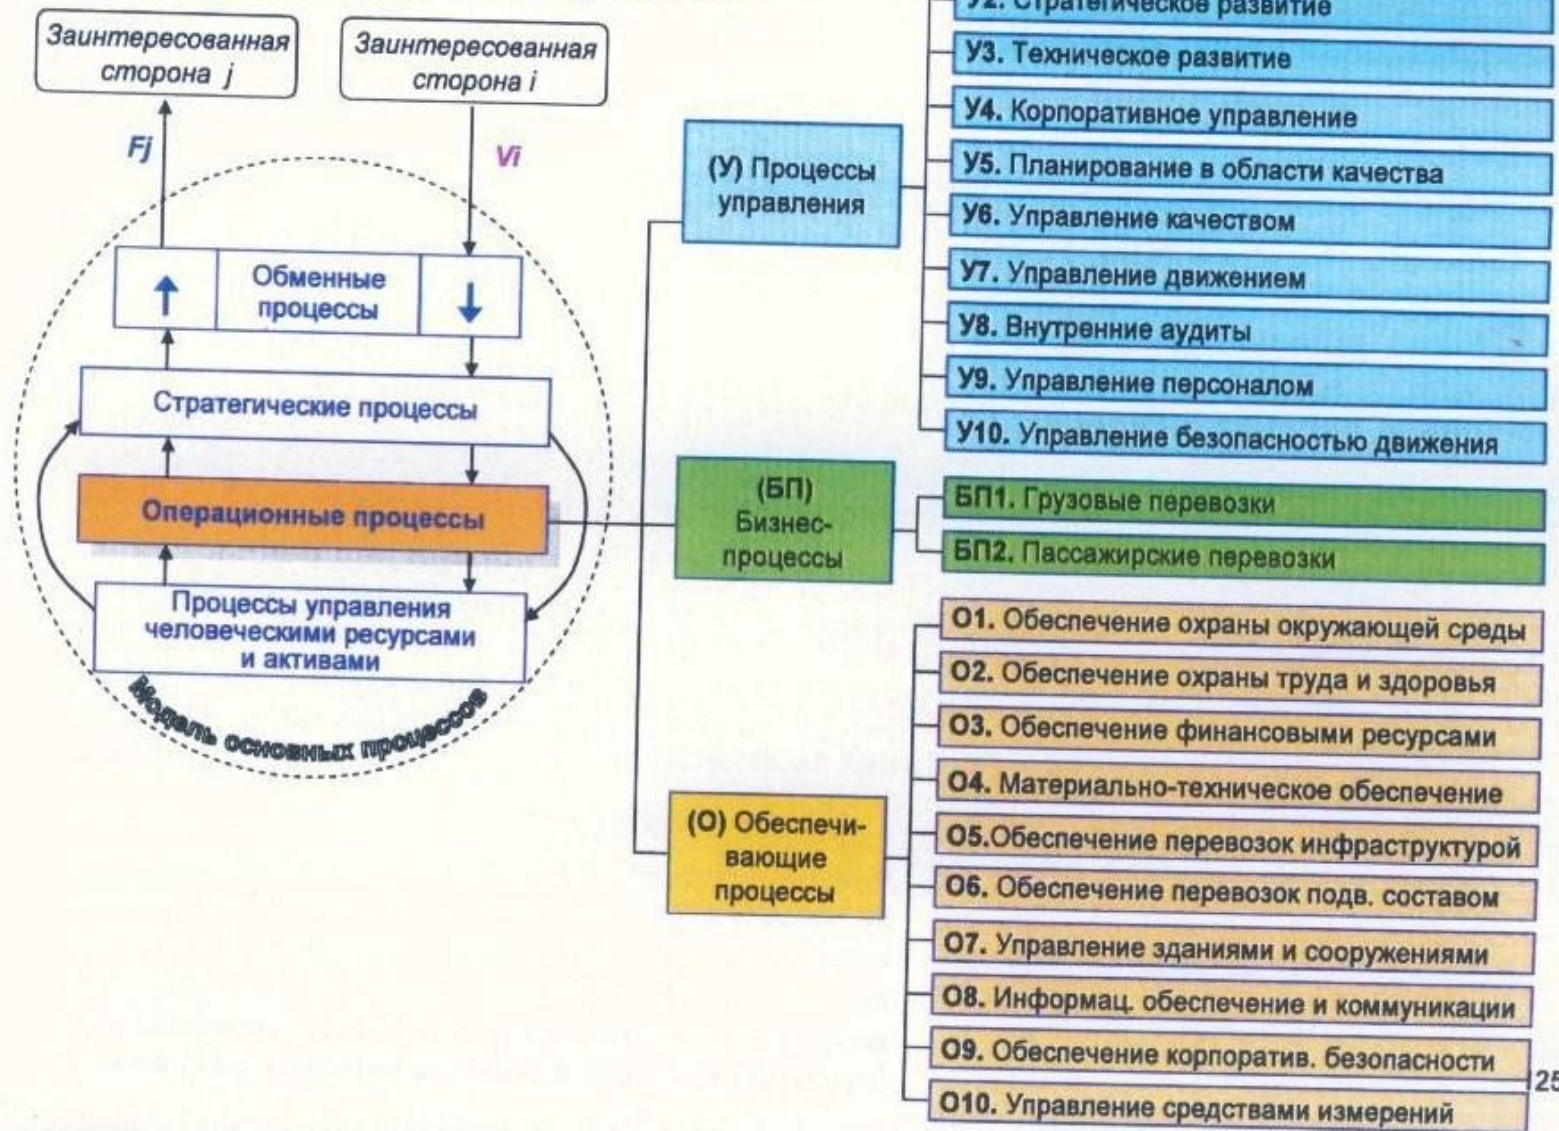 Заинтересованная
сторона j
Заинтересованная
сторона i
Fj
Vi
Обменные
процессы
Стратегические процессы
Операционные процессы
Процессы управления
человеческими ресурсами
и активами
Модель основных процессов
(У) Процессы
управления
У2. Стратегическое развитие
У3. Техническое развитие
У4. Корпоративное управление
У5. Планирование в области качества
У6. Управление качеством
У7. Управление движением
У8. Внутренние аудиты
У9. Управление персоналом
У10. Управление безопасностью движения
(БП)
Бизнес-
процессы
БП1. Грузовые перевозки
БП2. Пассажирские перевозки
(О) Обеспечи-
вающие
процессы
О1. Обеспечение охраны окружающей среды
О2. Обеспечение охраны труда и здоровья
О3. Обеспечение финансовыми ресурсами
О4. Материально-техническое обеспечение
О5.Обеспечение перевозок инфраструктурой
О6. Обеспечение перевозок подв. составом
О7. Управление зданиями и сооружениями
О8. Информац. обеспечение и коммуникации
О9. Обеспечение корпоратив. безопасности
О10. Управление средствами измерений
25